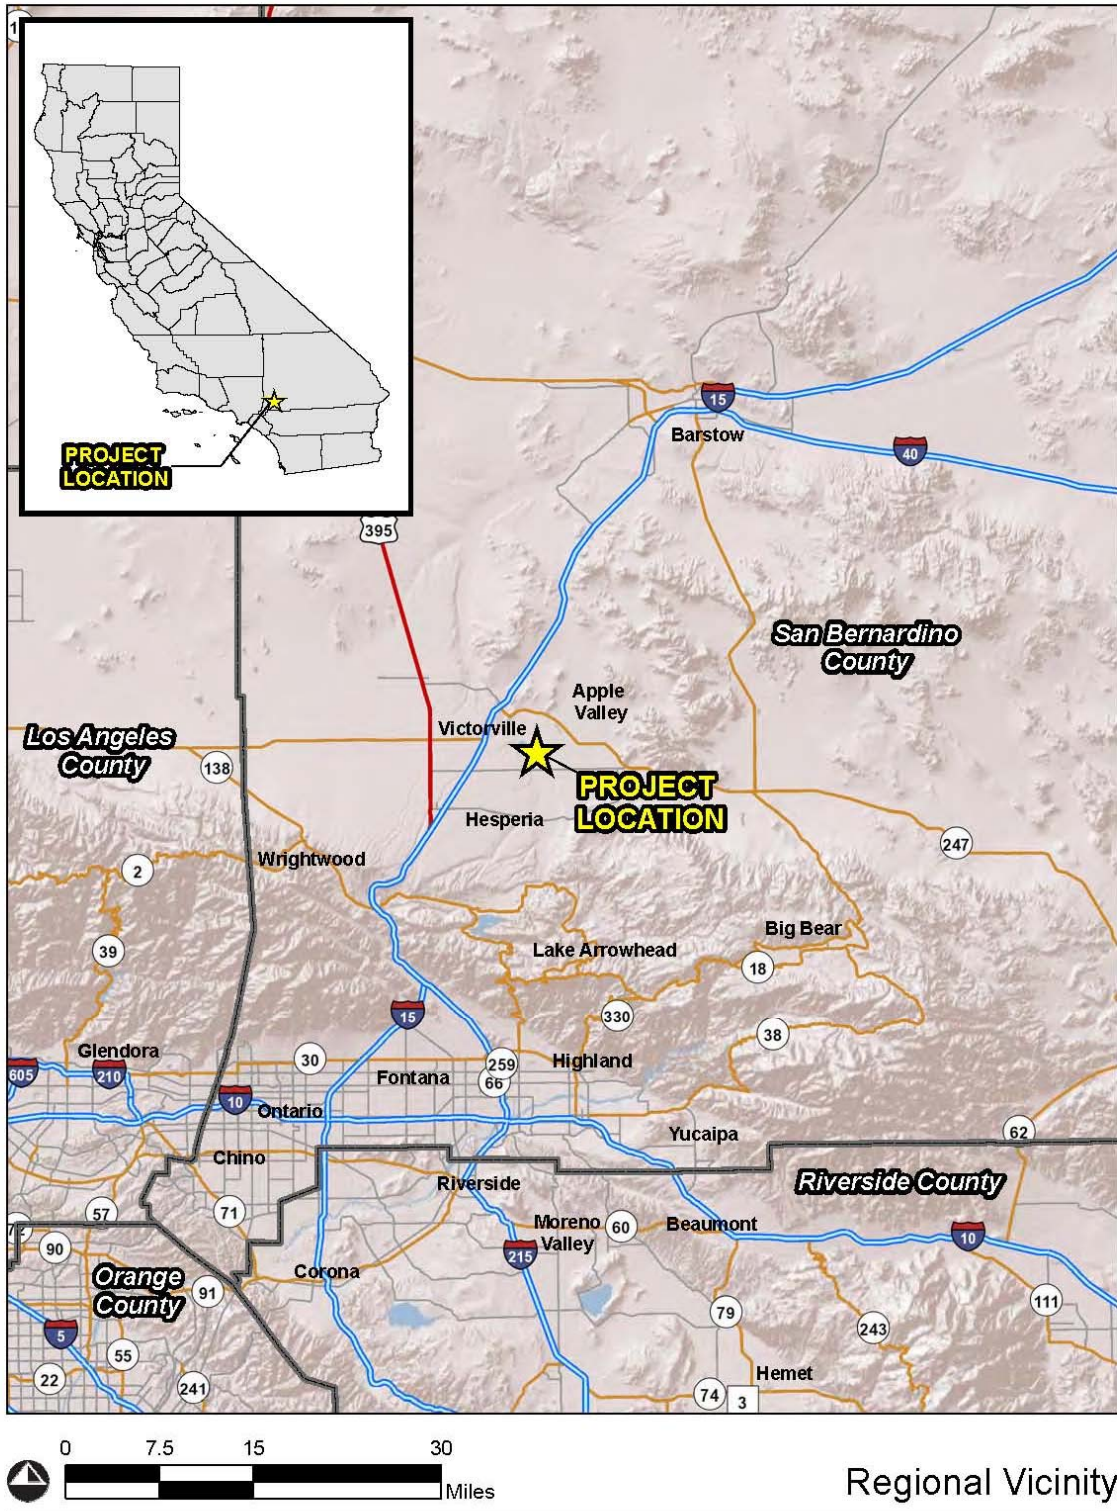 1
PROJECT
LOCATION
395
15
Barstow
40
San Bernardino
County
Apple
Valley
Victorville
Los Angeles
County
138
PROJECT
LOCATION
Hesperia
247
Wrightwood
2
39
Big Bear
Lake Arrowhead
18
15
330
38
Glendora
30
259
Highland
605
210
Fontana
66
10
Ontario
62
Yucaipa
Chino
Riverside
Riverside County
57
71
72
Moreno
Valley
60
Beaumont
90
215
10
Orange
County
91
Corona
111
79
243
5
55
22
241
Hemet
74
3
0 7.5 15 30
Miles
Regional Vicinity